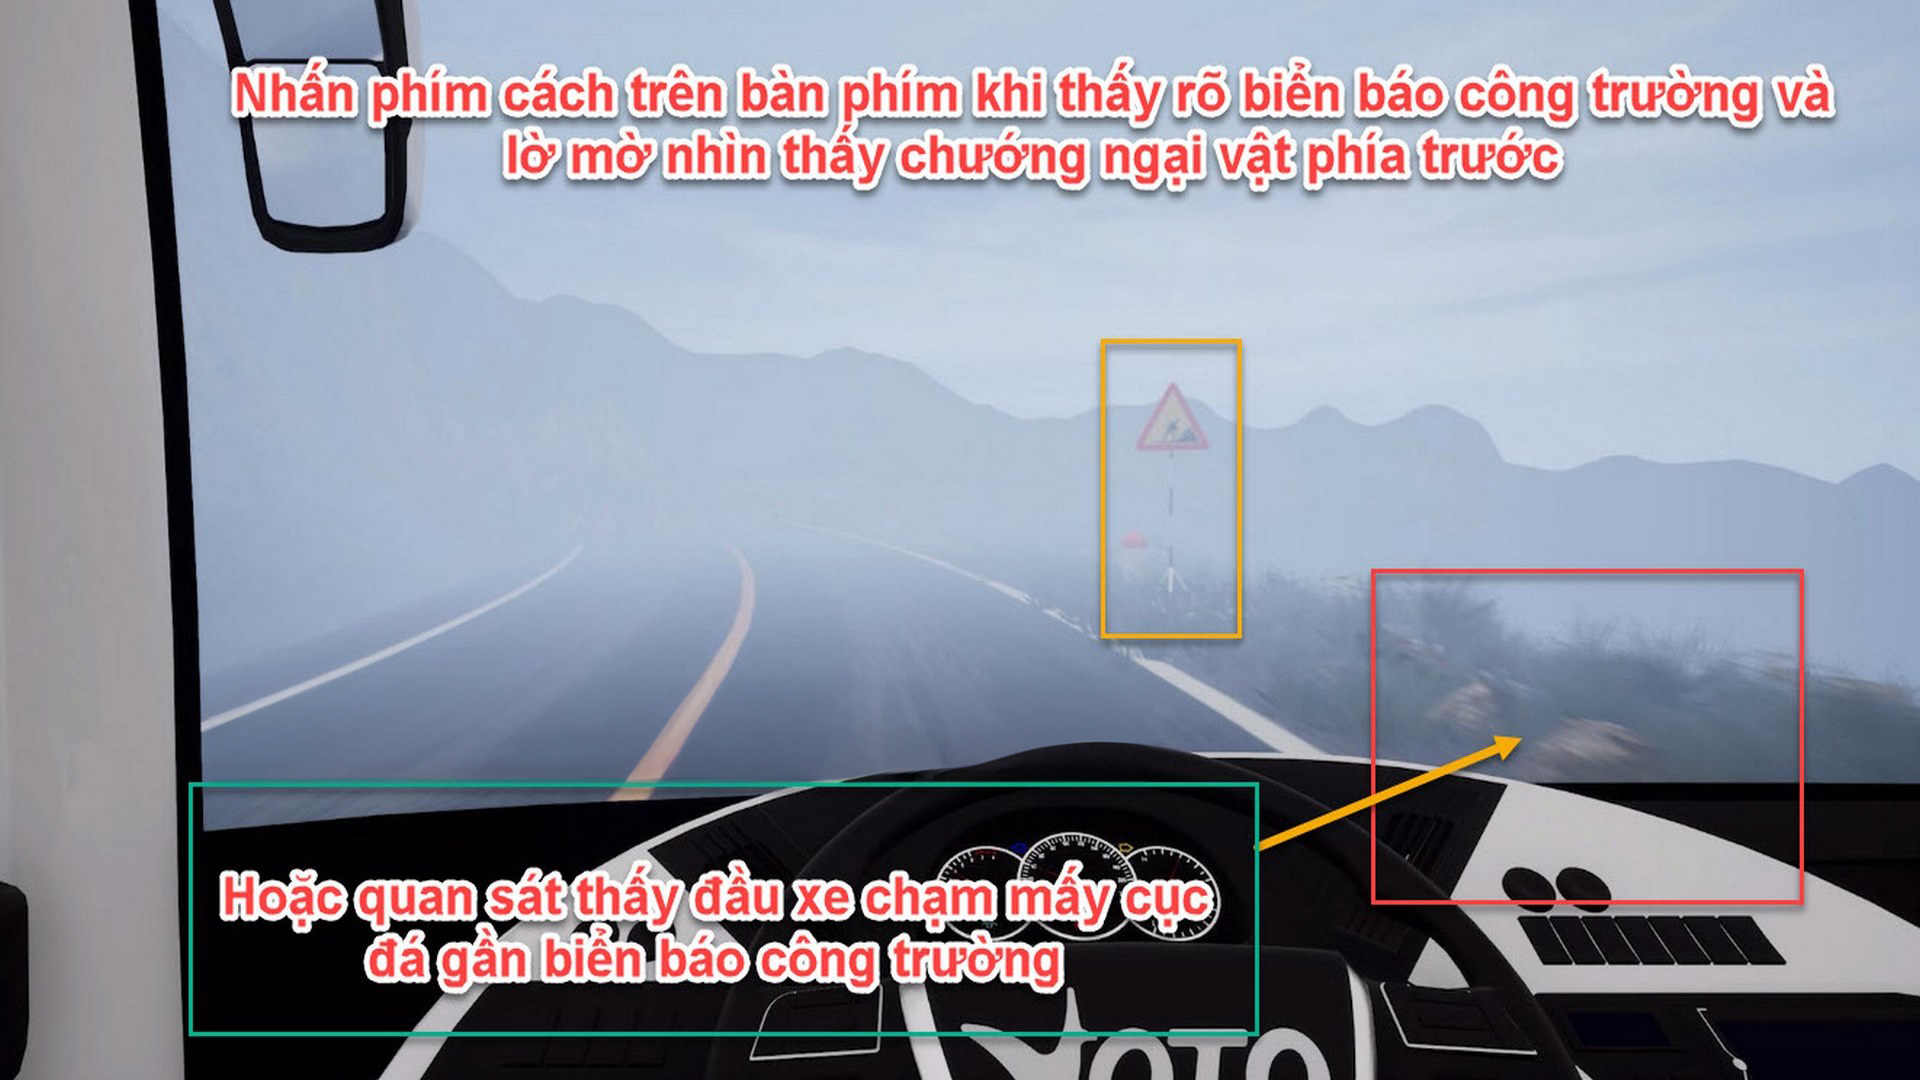 Nhấn phím cách trên bàn phím khi thấy rõ biển báo công trường và
lờ mờ nhìn thấy chướng ngại vật phía trước
Hoặc quan sát thấy đầu xe chạm mấy cục
đá gần biển báo công trường
OTO